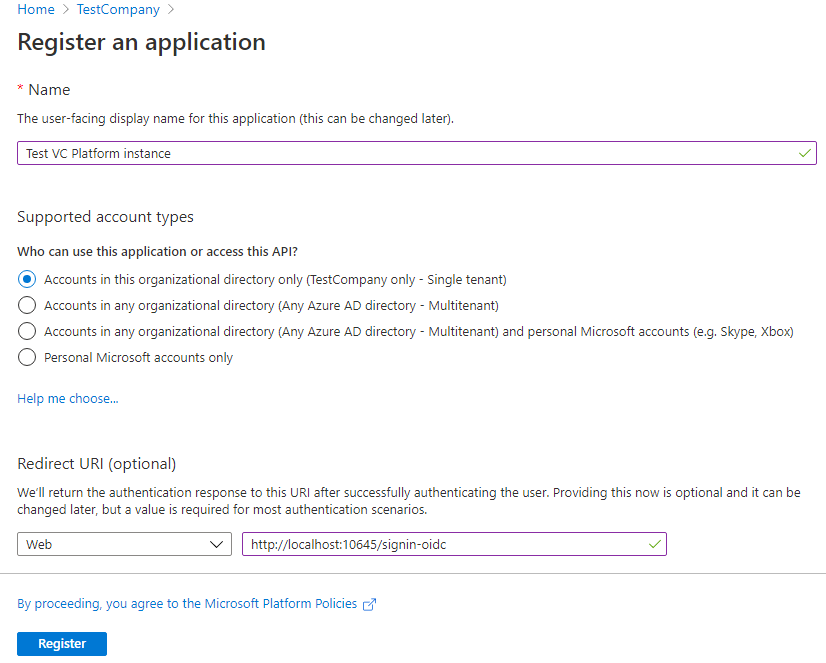 Home > TestCompany >
Register an application
* Name
The user-facing display name for this application (this can be changed later).
Test VC Platform instance
Supported account types
Who can use this application or access this API?
Accounts in this organizational directory only (TestCompany only - Single tenant)
Accounts in any organizational directory (Any Azure AD directory - Multitenant)
Accounts in any organizational directory (Any Azure AD directory - Multitenant) and personal Microsoft accounts (e.g. Skype, Xbox)
Personal Microsoft accounts only
Help me choose...
Redirect URI (optional)
We'll return the authentication response to this URI after successfully authenticating the user. Providing this now is optional and it can be
changed later, but a value is required for most authentication scenarios.
Web http://localhost:10645/signin-oidc
By proceeding, you agree to the Microsoft Platform Policies
Register